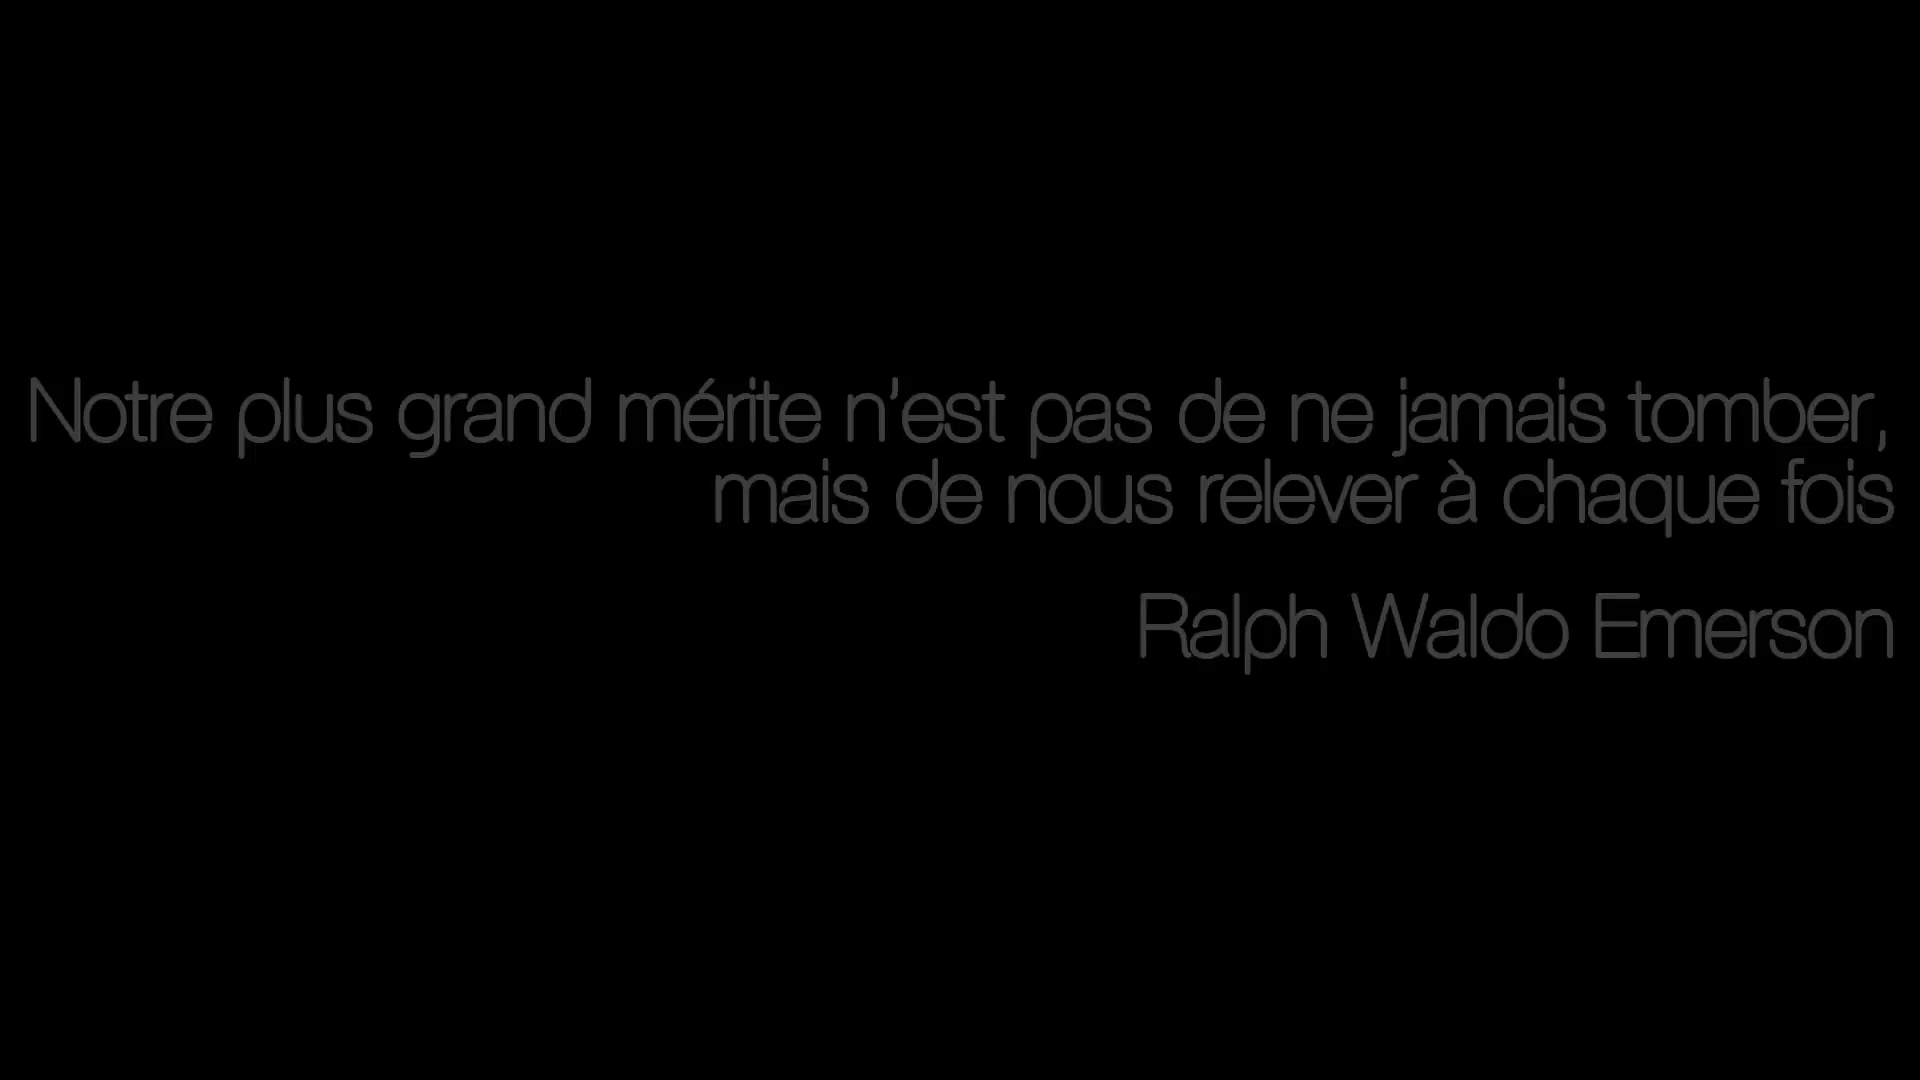 Notre plus grand mérite n'est pas de ne jamais tomber,
mais de nous relever à chaque fois
Ralph Waldo Emerson